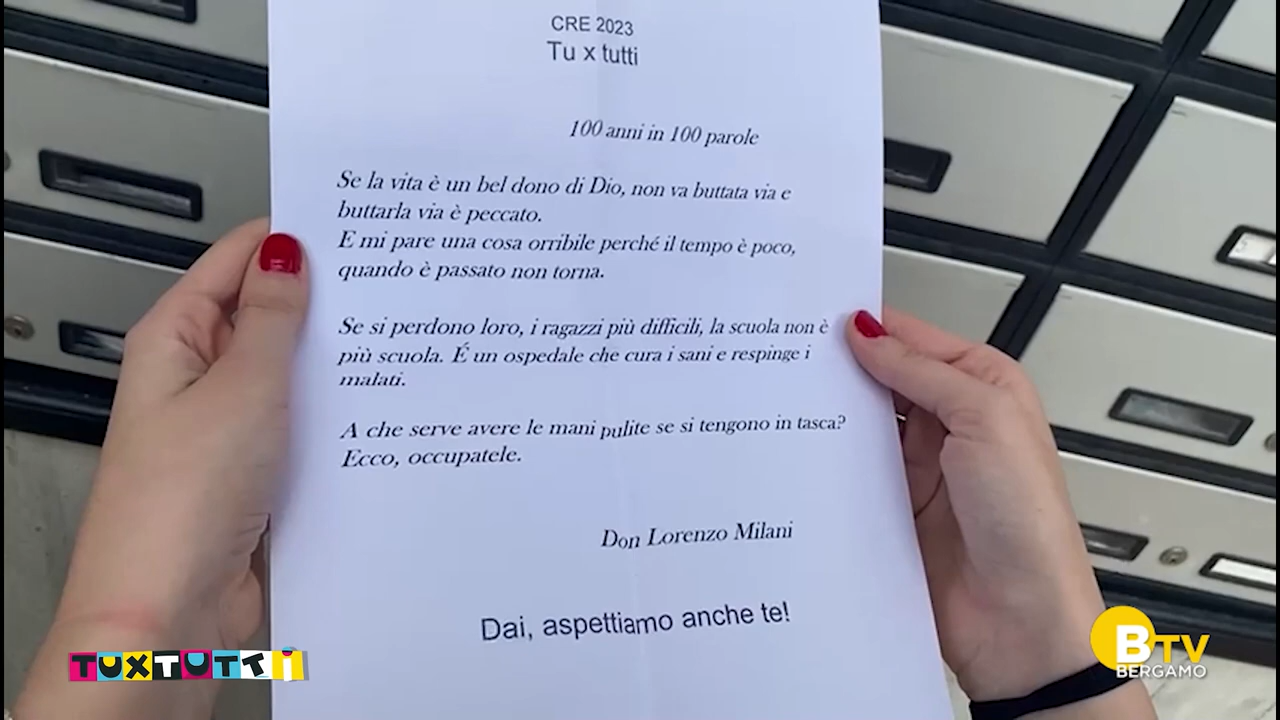 CRE 2023
Tu x tutti
100 anni in 100 parole
Se la vita è un bel dono di Dio, non va buttata via e
buttarla via è peccato.
E mi pare una cosa orribile perché il tempo è poco,
quando è passato non torna.
Se si perdono loro, i ragazzi più difficili, la scuola non è
più scuola. É un ospedale che cura i sani e respinge i
malati.
A che serve avere le mani pulite se si tengono in tasca?
Ecco, occupatele.
Don Lorenzo Milani
Dai, aspettiamo anche te!
TUXTUTTI
BTV
BERGAMO